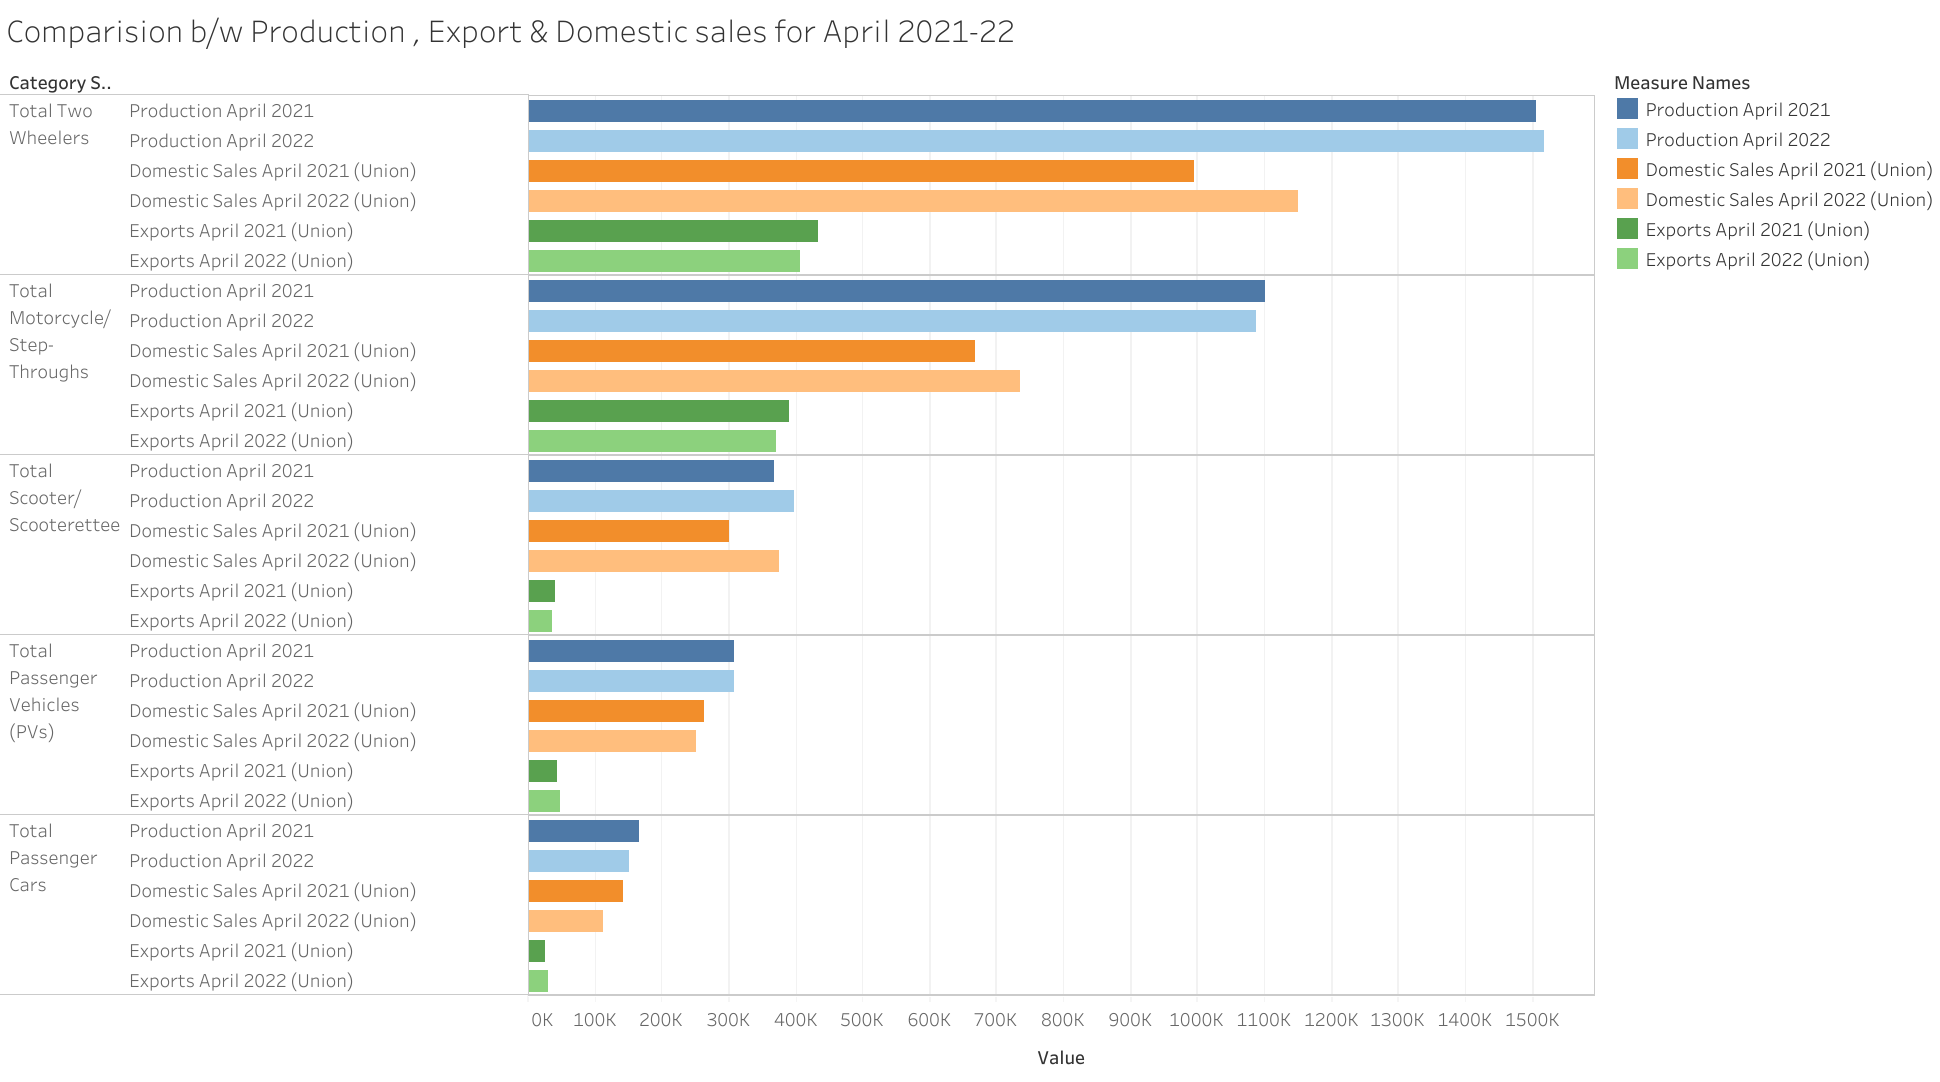 Comparision b/w Production , Export & Domestic sales for April 2021-22
Category S..
Total Two
Wheelers
Production April 2021
Production April 2022
Domestic Sales April 2021 (Union)
Domestic Sales April 2022 (Union)
Exports April 2021 (Union)
Exports April 2022 (Union)
Total
Motorcycle/
Step-
Throughs
Production April 2021
Production April 2022
Domestic Sales April 2021 (Union)
Domestic Sales April 2022 (Union)
Exports April 2021 (Union)
Exports April 2022 (Union)
Total
Scooter/
Scooterettee
Production April 2021
Production April 2022
Domestic Sales April 2021 (Union)
Domestic Sales April 2022 (Union)
Exports April 2021 (Union)
Exports April 2022 (Union)
Total
Passenger
Vehicles
(PVs)
Production April 2021
Production April 2022
Domestic Sales April 2021 (Union)
Domestic Sales April 2022 (Union)
Exports April 2021 (Union)
Exports April 2022 (Union)
Total
Passenger
Cars
Production April 2021
Production April 2022
Domestic Sales April 2021 (Union)
Domestic Sales April 2022 (Union)
Exports April 2021 (Union)
Exports April 2022 (Union)
0K 100K 200K 300K 400K 500K 600K 700K 800K 900K 1000K 1100K 1200K 1300K 1400K 1500K
Value
Measure Names
Production April 2021
Production April 2022
Domestic Sales April 2021 (Union)
Domestic Sales April 2022 (Union)
Exports April 2021 (Union)
Exports April 2022 (Union)